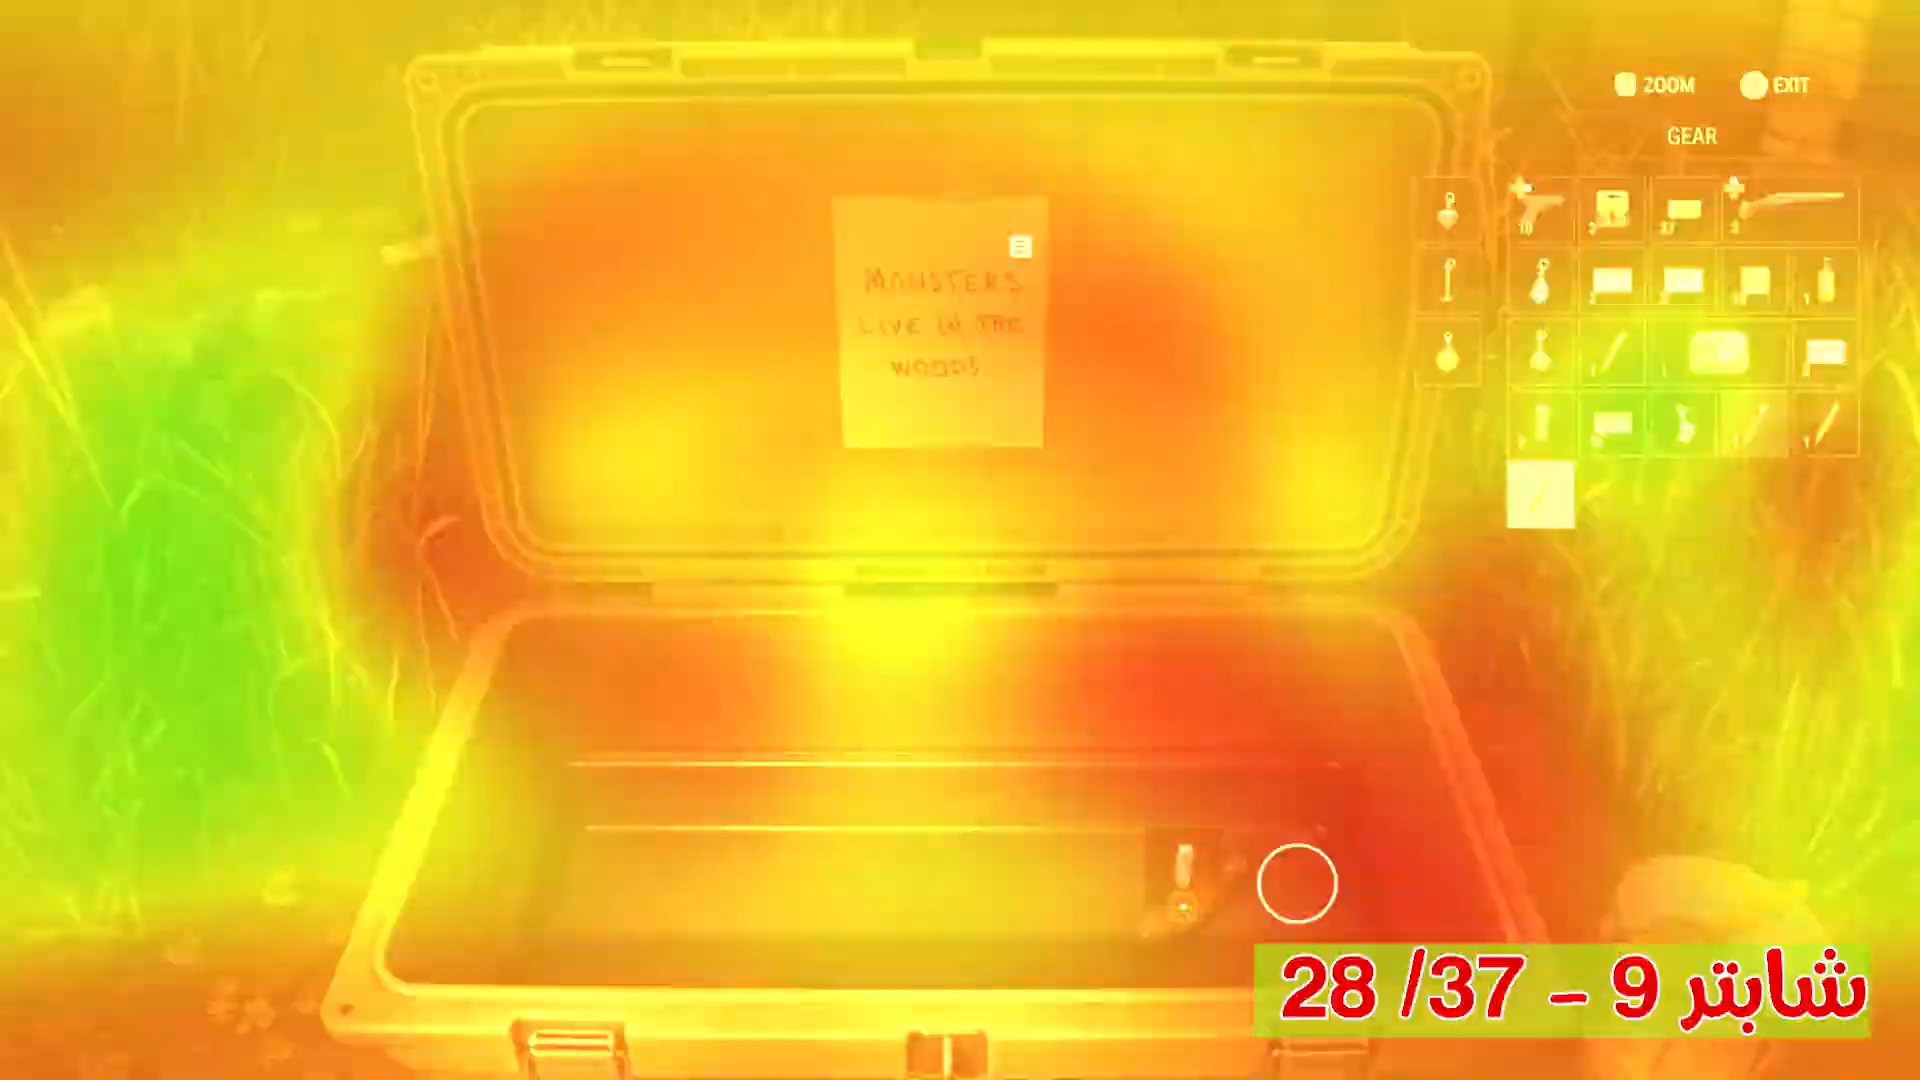 ZOOM EXIT
GEAR
MONSTERS
LIVE IN THE
WOODS
شابتر 9 - 37/ 28